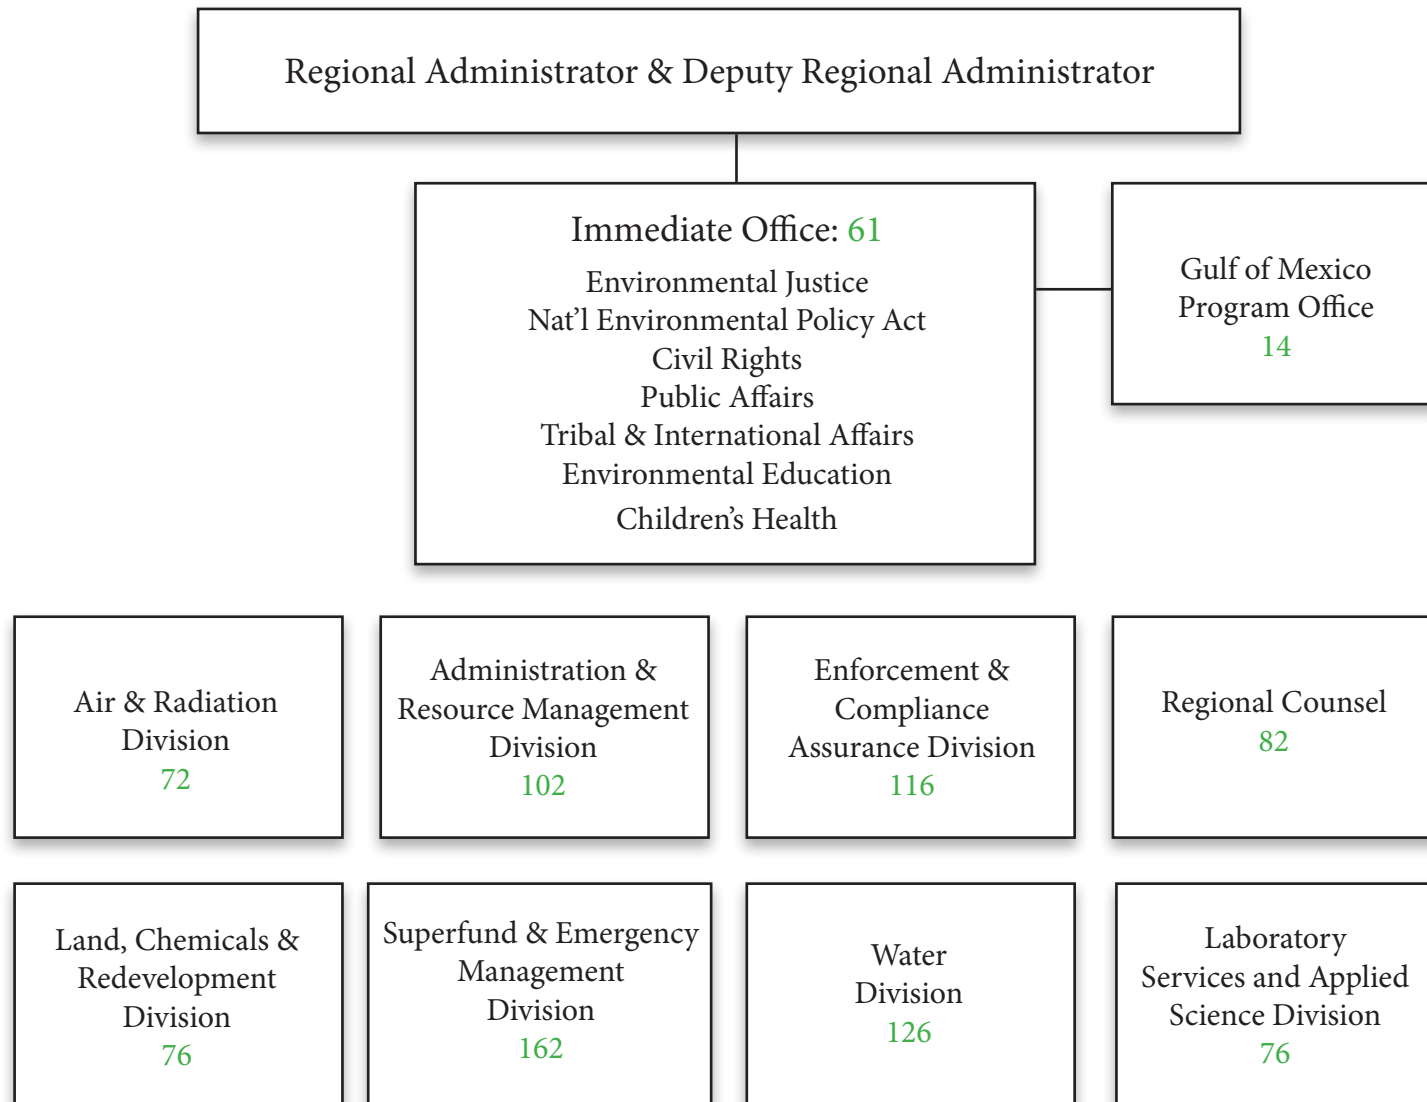 Regional Administrator & Deputy Regional Administrator
Immediate Office: 61
Environmental Justice
Nat’l Environmental Policy Act
Civil Rights
Public Affairs
Tribal & International Affairs
Environmental Education
Children’s Health
Gulf of Mexico
Program Office
14
Air & Radiation
Division
72
Administration &
Resource Management
Division
102
Enforcement &
Compliance
Assurance Division
116
Regional Counsel
82
Land, Chemicals &
Redevelopment
Division
76
Superfund & Emergency
Management
Division
162
Water
Division
126
Laboratory
Services and Applied
Science Division
76